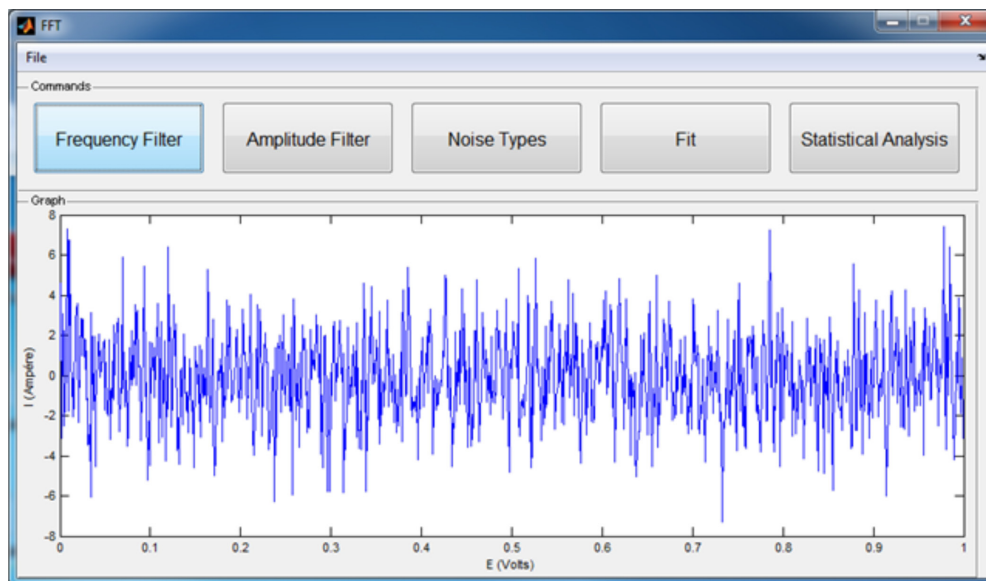 FFT
File
Commands
Frequency Filter Amplitude Filter Noise Types Fit Statistical Analysis
Graph
8
6
4
2
0
-2
-4
-6
-8
I (Ampére)
0 0.1 0.2 0.3 0.4 0.5 0.6 0.7 0.8 0.9 1
E (Volts)